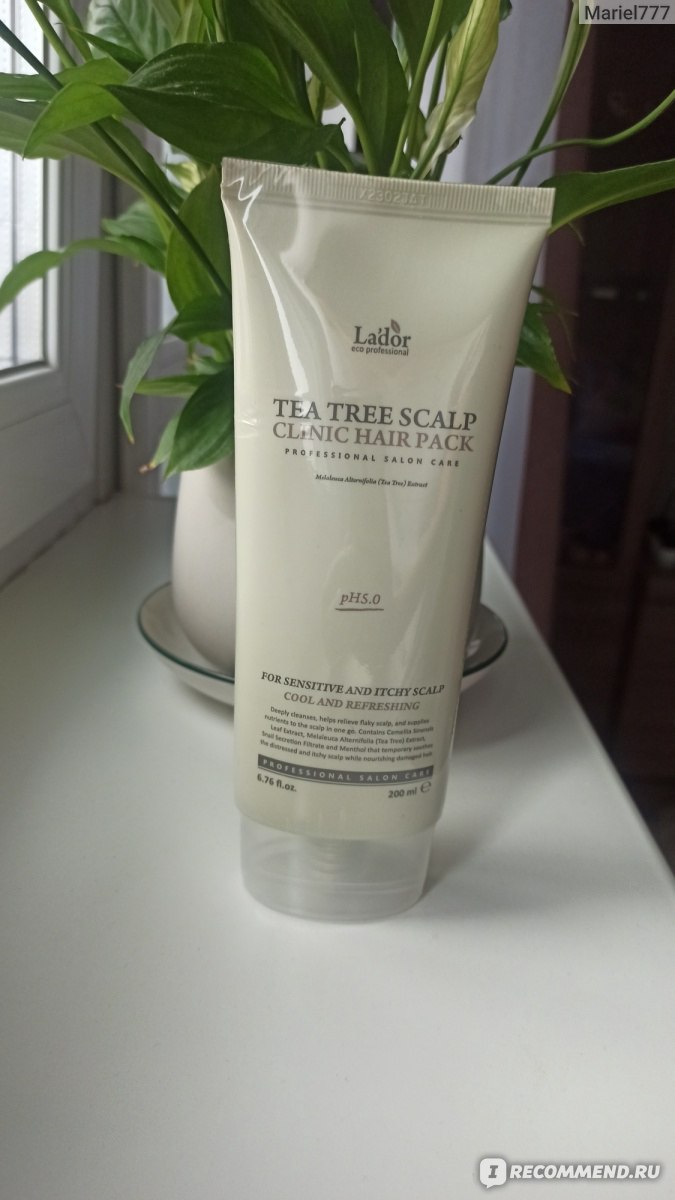 Mariel777
La'dor
eco professional
TEA TREE SCALP
CLINIC HAIR PACK
PROFESSIONAL SALON CARE
Melaleuca Alternifolia (Tea Tree) Extract
pH5.0
FOR SENSITIVE AND ITCHY SCALP
COOL AND REFRESHING
Deeply cleanses, helps relieve flaky scalp, and supplies
nutrients to the scalp in one go. Contains Camellia Sinensis
Leaf Extract, Melaleuca Alternifolia (Tea Tree) Extract,
Snail Secretion Filtrate and Menthol that temporary soothes
the distressed and itchy scalp while nourishing damaged hair.
PROFESSIONAL SALON CARE
6.76 fl.oz. 200 ml ℮
IRECOMMEND.RU